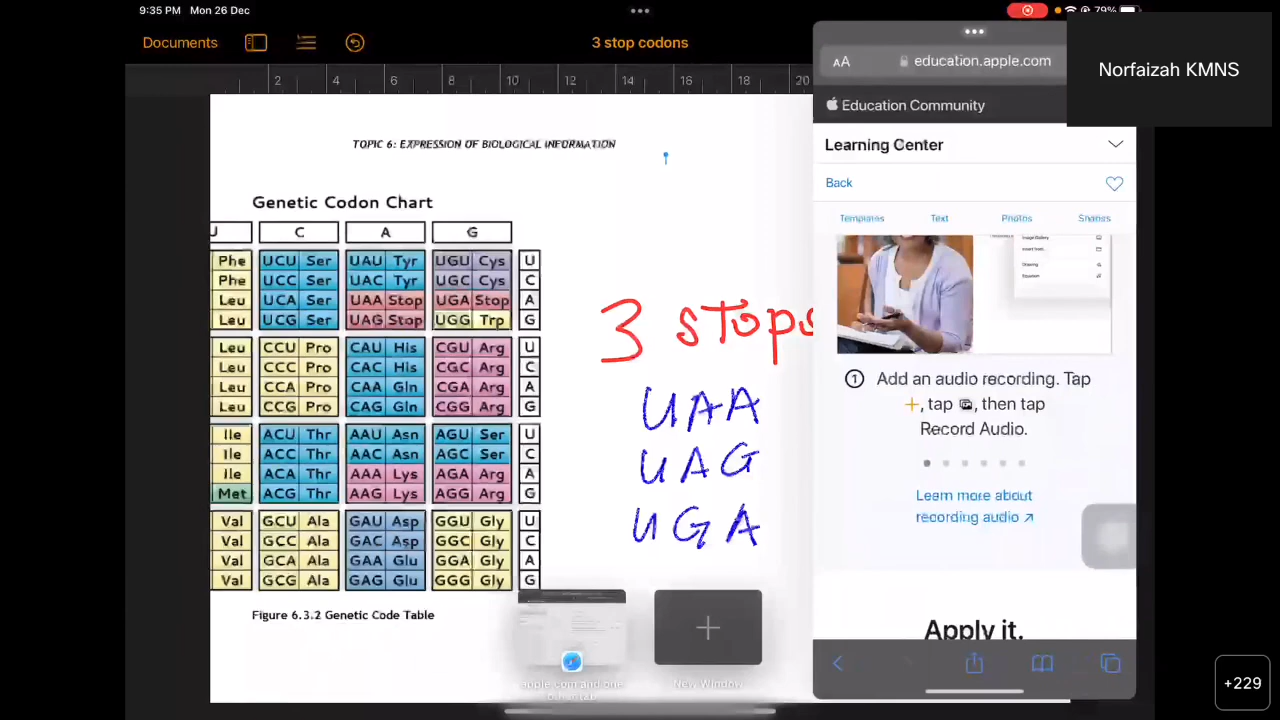 9:35 PM Mon 26 Dec
79%
Documents
3 stop codons
2 4 6 8 10 12 14 16 18 20
TOPIC 6: EXPRESSION OF BIOLOGICAL INFORMATION
Genetic Codon Chart
U C A G
Phe UCU Ser UAU Tyr UGU Cys U
Phe UCC Ser UAC Tyr UGC Cys C
Leu UCA Ser UAA Stop UGA Stop A
Leu UCG Ser UAG Stop UGG Trp G
Leu CCU Pro CAU His CGU Arg U
Leu CCC Pro CAC His CGC Arg C
Leu CCA Pro CAA Gln CGA Arg A
Leu CCG Pro CAG Gln CGG Arg G
Ile ACU Thr AAU Asn AGU Ser U
Ile ACC Thr AAC Asn AGC Ser C
Ile ACA Thr AAA Lys AGA Arg A
Met ACG Thr AAG Lys AGG Arg G
Val GCU Ala GAU Asp GGU Gly U
Val GCC Ala GAC Asp GGC Gly C
Val GCA Ala GAA Glu GGA Gly A
Val GCG Ala GAG Glu GGG Gly G
Figure 6.3.2 Genetic Code Table
3 stops
UAA
UAG
UGA
apple.com and one
New Window
AA education.apple.com
Education Community
Learning Center
Back
Templates Text Photos Shapes
Drawing
Equation
1 Add an audio recording. Tap
+, tap , then tap
Record Audio.
Learn more about
recording audio ↗
Apply it.
Norfaizah KMNS
+229